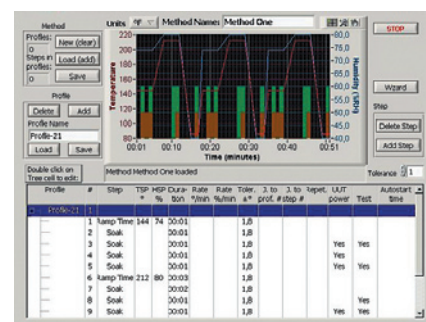 Method
Units °F Method Name: Method One
STOP
Profiles:
0
New (clear)
Steps in profiles:
0
Load (add)
Save
Profile
Delete Add
Profile Name
Profile-21
Load Save
Temperature
220
200
180
160
140
120
100
80
Humidity (%RH)
80,0
75,0
70,0
65,0
60,0
55,0
50,0
45,0
40,0
00:01 00:10 00:20 00:30 00:40 00:51
Time (minutes)
Wizard
Step
Delete Step
Add Step
Double click on
Tree cell to edit:
Method Method One loaded
Tolerance 1
Profile # Step TSP ° HSP % Duration Rate °/min Rate %/min Toler. ±° J. to prof. # J. to step # Repet. UUT power Test Autostart time
Profile-21 1
1 Ramp Time 144 74 00:01 1,8
2 Soak 00:01 1,8
3 Soak 00:01 1,8 Yes Yes
4 Soak 00:01 1,8 Yes
5 Soak 00:01 1,8 Yes Yes
6 Ramp Time 212 80 00:03 1,8
7 Soak 00:02 1,8
8 Soak 00:01 1,8 Yes
9 Soak 00:01 1,8 Yes Yes